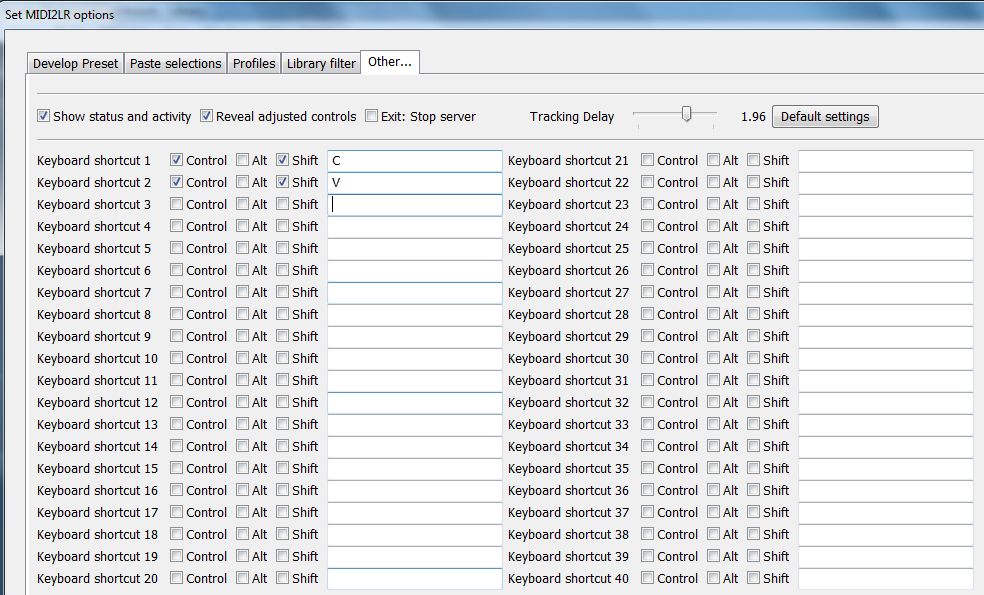 Set MIDI2LR options
Develop Preset Paste selections Profiles Library filter Other...
Show status and activity Reveal adjusted controls Exit: Stop server Tracking Delay 1.96 Default settings
Keyboard shortcut 1 Control Alt Shift C Keyboard shortcut 21 Control Alt Shift
Keyboard shortcut 2 Control Alt Shift V Keyboard shortcut 22 Control Alt Shift
Keyboard shortcut 3 Control Alt Shift Keyboard shortcut 23 Control Alt Shift
Keyboard shortcut 4 Control Alt Shift Keyboard shortcut 24 Control Alt Shift
Keyboard shortcut 5 Control Alt Shift Keyboard shortcut 25 Control Alt Shift
Keyboard shortcut 6 Control Alt Shift Keyboard shortcut 26 Control Alt Shift
Keyboard shortcut 7 Control Alt Shift Keyboard shortcut 27 Control Alt Shift
Keyboard shortcut 8 Control Alt Shift Keyboard shortcut 28 Control Alt Shift
Keyboard shortcut 9 Control Alt Shift Keyboard shortcut 29 Control Alt Shift
Keyboard shortcut 10 Control Alt Shift Keyboard shortcut 30 Control Alt Shift
Keyboard shortcut 11 Control Alt Shift Keyboard shortcut 31 Control Alt Shift
Keyboard shortcut 12 Control Alt Shift Keyboard shortcut 32 Control Alt Shift
Keyboard shortcut 13 Control Alt Shift Keyboard shortcut 33 Control Alt Shift
Keyboard shortcut 14 Control Alt Shift Keyboard shortcut 34 Control Alt Shift
Keyboard shortcut 15 Control Alt Shift Keyboard shortcut 35 Control Alt Shift
Keyboard shortcut 16 Control Alt Shift Keyboard shortcut 36 Control Alt Shift
Keyboard shortcut 17 Control Alt Shift Keyboard shortcut 37 Control Alt Shift
Keyboard shortcut 18 Control Alt Shift Keyboard shortcut 38 Control Alt Shift
Keyboard shortcut 19 Control Alt Shift Keyboard shortcut 39 Control Alt Shift
Keyboard shortcut 20 Control Alt Shift Keyboard shortcut 40 Control Alt Shift